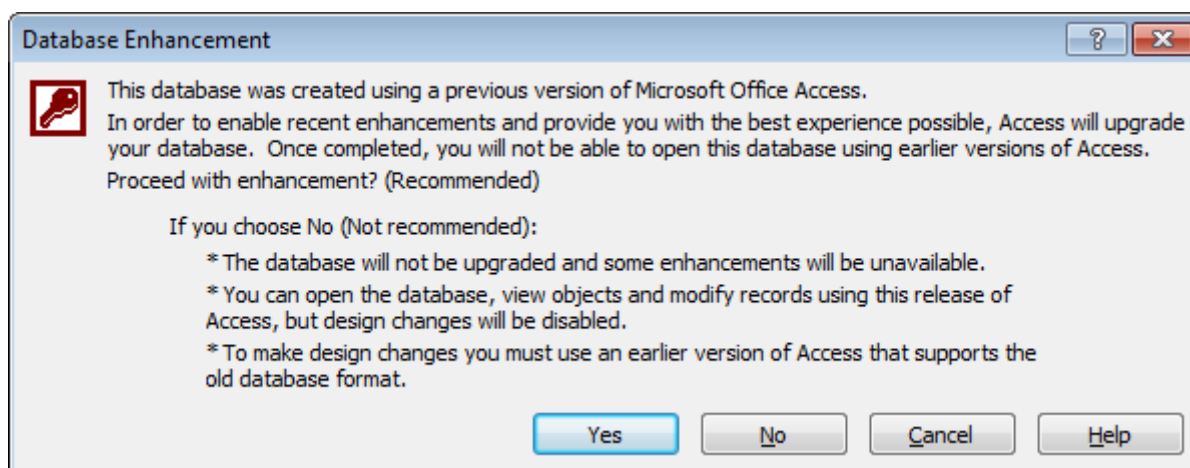 Database Enhancement
This database was created using a previous version of Microsoft Office Access.
In order to enable recent enhancements and provide you with the best experience possible, Access will upgrade
your database.  Once completed, you will not be able to open this database using earlier versions of Access.
Proceed with enhancement? (Recommended)
If you choose No (Not recommended):
* The database will not be upgraded and some enhancements will be unavailable.
* You can open the database, view objects and modify records using this release of
Access, but design changes will be disabled.
* To make design changes you must use an earlier version of Access that supports the
old database format.
Yes No Cancel Help